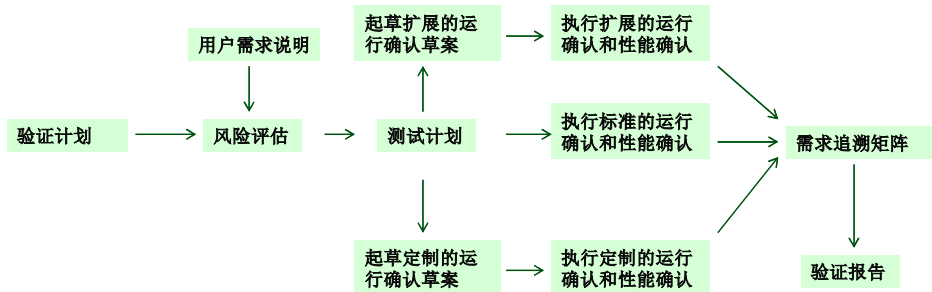 用户需求说明
起草扩展的运
行确认草案
执行扩展的运行
确认和性能确认
验证计划
风险评估
测试计划
执行标准的运行
确认和性能确认
需求追溯矩阵
起草定制的运
行确认草案
执行定制的运行
确认和性能确认
验证报告